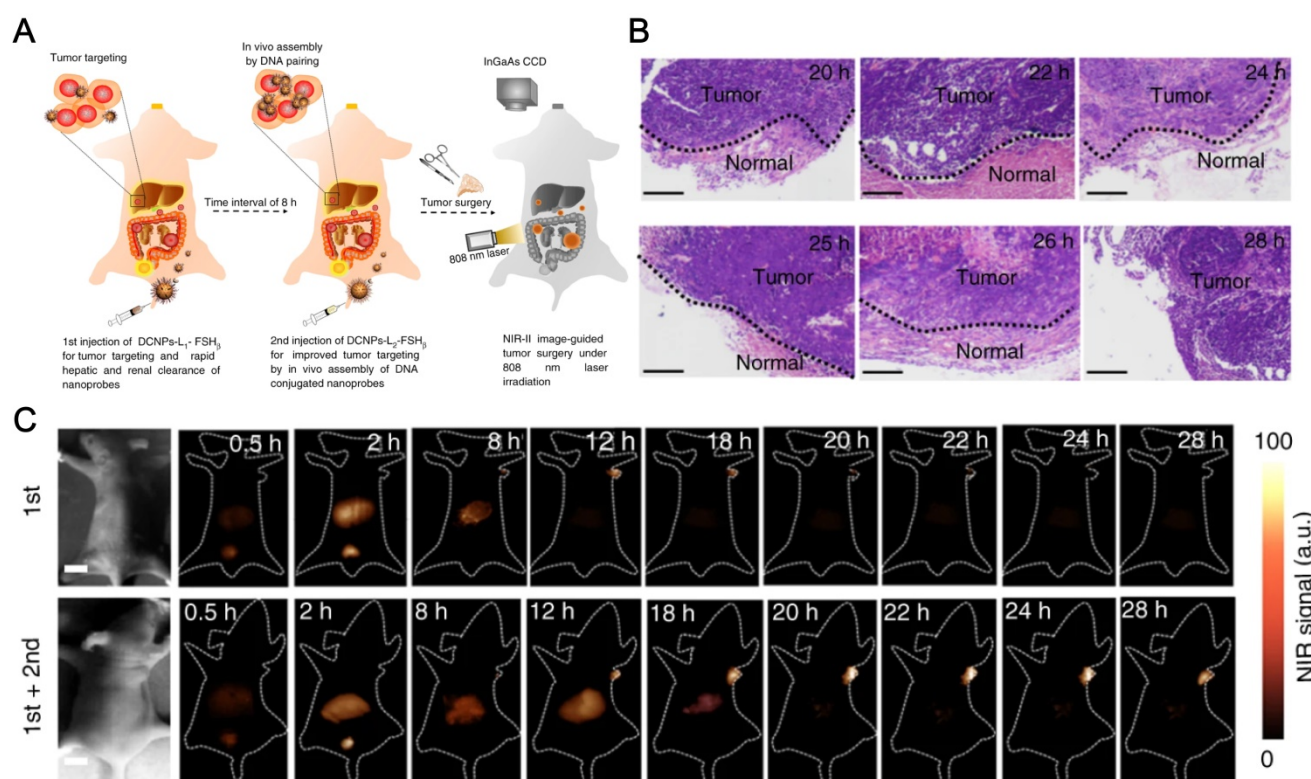 A
Tumor targeting
In vivo assembly
by DNA pairing
InGaAs CCD
Time interval of 8 h
Tumor surgery
808 nm laser
1st injection of DCNPs-L1- FSHβ
for tumor targeting and rapid
hepatic and renal clearance of
nanoprobes
2nd injection of DCNPs-L2-FSHβ
for improved tumor targeting
by in vivo assembly of DNA
conjugated nanoprobes
NIR-II image-guided
tumor surgery under
808 nm laser
irradiation
B
20 h
Tumor
Normal
22 h
Tumor
Normal
24 h
Tumor
Normal
25 h
Tumor
Normal
26 h
Tumor
Normal
28 h
Tumor
C
1st
0.5 h
2 h
8 h
12 h
18 h
20 h
22 h
24 h
28 h
1st + 2nd
0.5 h
2 h
8 h
12 h
18 h
20 h
22 h
24 h
28 h
100
NIR signal (a.u.)
0